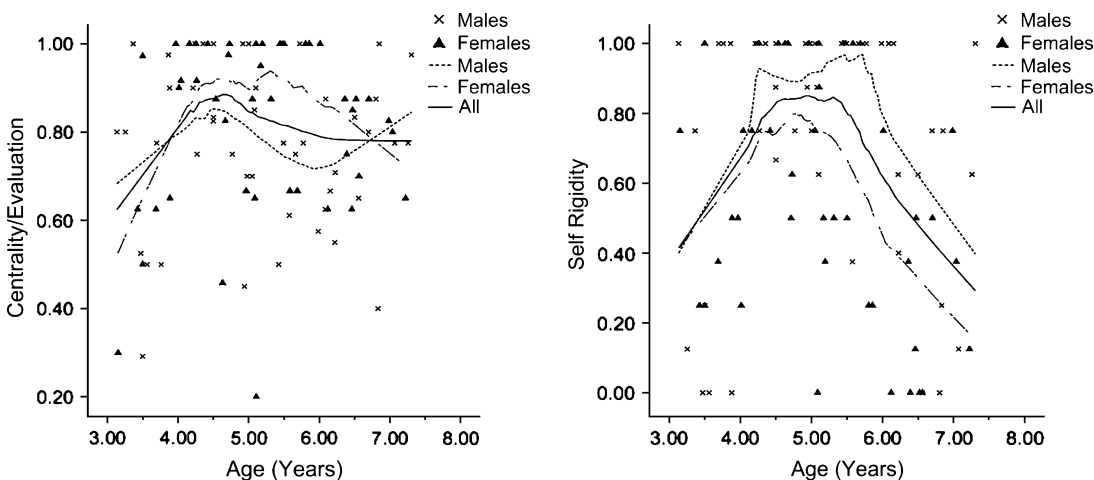 Males
Females
Males
Females
All
Centrality/Evaluation
1.00
0.80
0.60
0.40
0.20
3.00 4.00 5.00 6.00 7.00 8.00
Age (Years)
Males
Females
Males
Females
All
Self Rigidity
1.00
0.80
0.60
0.40
0.20
0.00
3.00 4.00 5.00 6.00 7.00 8.00
Age (Years)